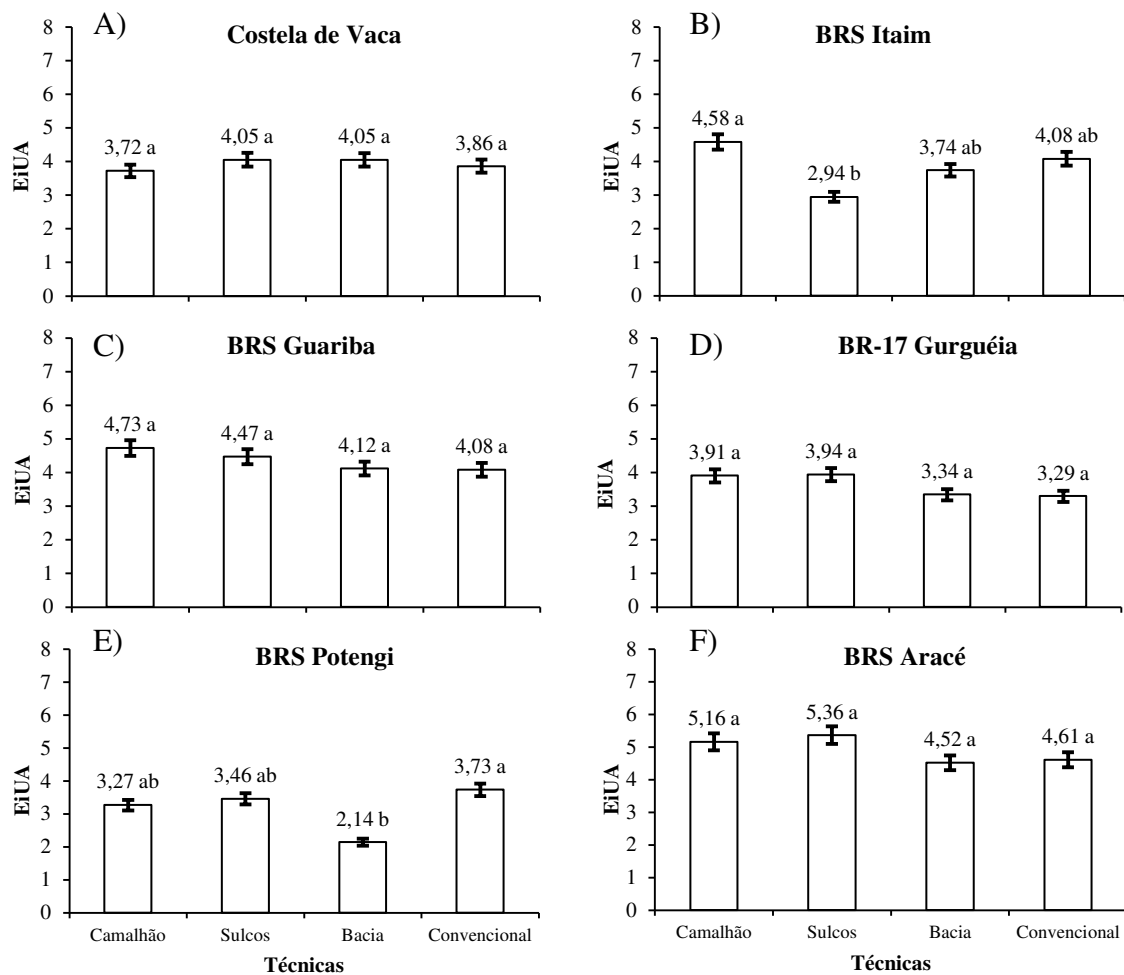 A)
Costela de Vaca
EiUA
8
7
6
5
4
3
2
1
0
3,72 a
4,05 a
4,05 a
3,86 a
B)
BRS Itaim
EiUA
8
7
6
5
4
3
2
1
0
4,58 a
2,94 b
3,74 ab
4,08 ab
C)
BRS Guariba
EiUA
8
7
6
5
4
3
2
1
0
4,73 a
4,47 a
4,12 a
4,08 a
D)
BR-17 Gurguéia
EiUA
8
7
6
5
4
3
2
1
0
3,91 a
3,94 a
3,34 a
3,29 a
E)
BRS Potengi
EiUA
8
7
6
5
4
3
2
1
0
3,27 ab
3,46 ab
2,14 b
3,73 a
Camalhão Sulcos Bacia Convencional
Técnicas
F)
BRS Aracé
EiUA
8
7
6
5
4
3
2
1
0
5,16 a
5,36 a
4,52 a
4,61 a
Camalhão Sulcos Bacia Convencional
Técnicas